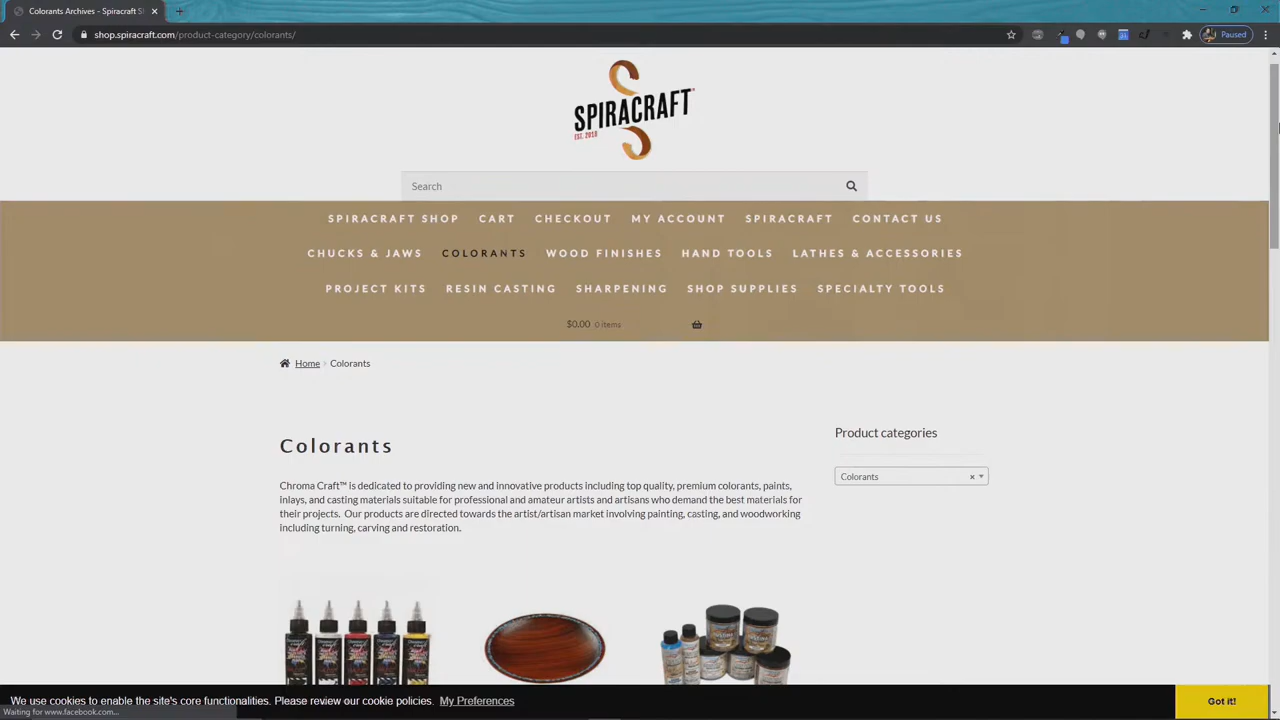 Colorants Archives - Spiracraft S
shop.spiracraft.com/product-category/colorants/
Paused
SPIRACRAFT
EST. 2010
Search
SPIRACRAFT SHOP CART CHECKOUT MY ACCOUNT SPIRACRAFT CONTACT US
CHUCKS & JAWS COLORANTS WOOD FINISHES HAND TOOLS LATHES & ACCESSORIES
PROJECT KITS RESIN CASTING SHARPENING SHOP SUPPLIES SPECIALTY TOOLS
$0.00 0 items
Home Colorants
Product categories
Colorants
Colorants
Chroma Craft™ is dedicated to providing new and innovative products including top quality, premium colorants, paints,
inlays, and casting materials suitable for professional and amateur artists and artisans who demand the best materials for
their projects. Our products are directed towards the artist/artisan market involving painting, casting, and woodworking
including turning, carving and restoration.
We use cookies to enable the site's core functionalities. Please review our cookie policies. My Preferences
Got it!
Waiting for www.facebook.com...